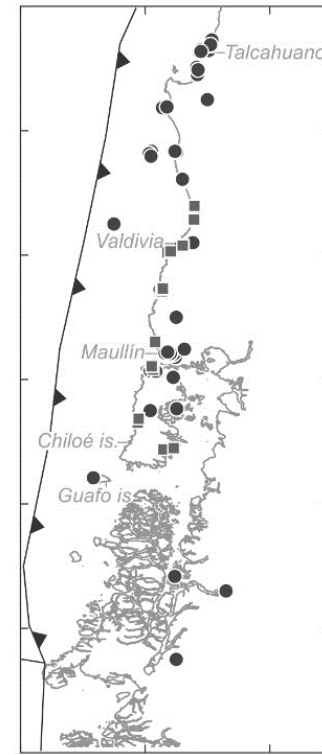 Talcahuano
Valdivia
Maullín
Chiloé is.
Guafo is.